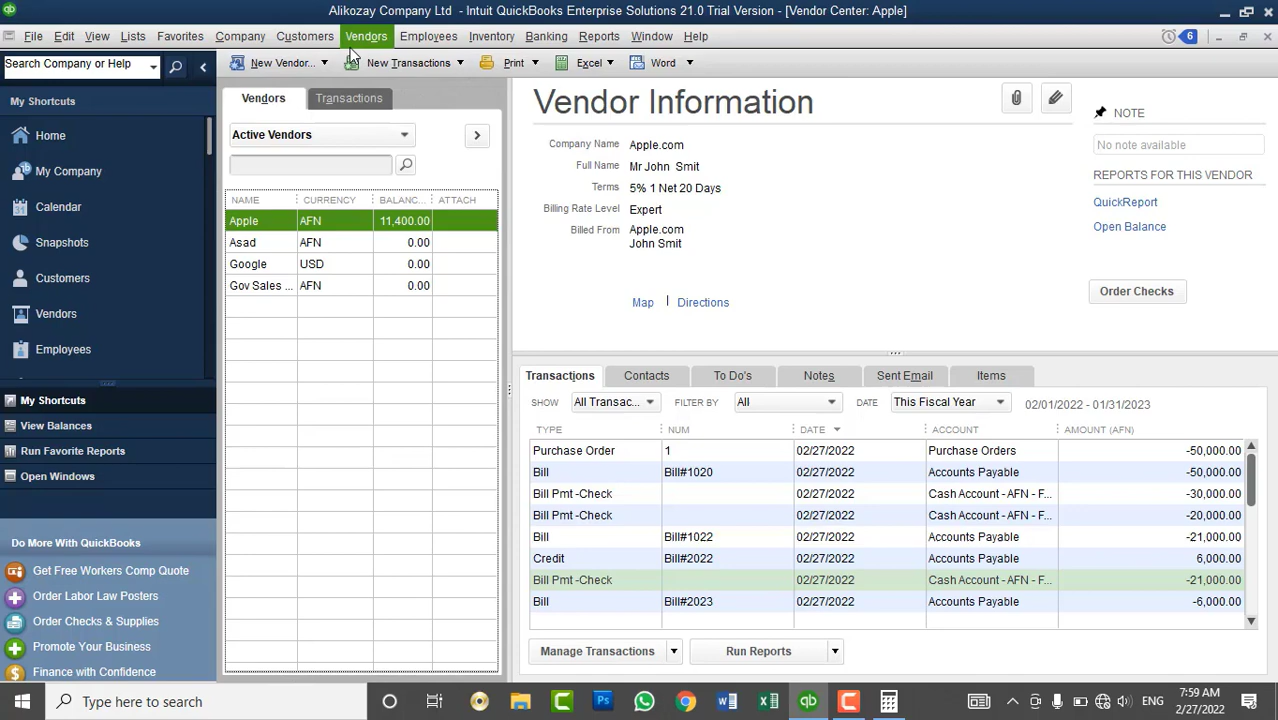 Alikozay Company Ltd - Intuit QuickBooks Enterprise Solutions 21.0 Trial Version - [Vendor Center: Apple]
File Edit View Lists Favorites Company Customers Vendors Employees Inventory Banking Reports Window Help 6
Search Company or Help
New Vendor... New Transactions Print Excel Word
My Shortcuts
Home
My Company
Calendar
Snapshots
Customers
Vendors
Employees
My Shortcuts
View Balances
Run Favorite Reports
Open Windows
Do More With QuickBooks
Get Free Workers Comp Quote
Order Labor Law Posters
Order Checks & Supplies
Promote Your Business
Finance with Confidence
Vendors Transactions
Active Vendors
NAME CURRENCY BALANC... ATTACH
Apple AFN 11,400.00
Asad AFN 0.00
Google USD 0.00
Gov Sales ... AFN 0.00
Vendor Information
Company Name Apple.com
Full Name Mr John Smit
Terms 5% 1 Net 20 Days
Billing Rate Level Expert
Billed From Apple.com
John Smit
Map | Directions
NOTE
No note available
REPORTS FOR THIS VENDOR
QuickReport
Open Balance
Order Checks
Transactions Contacts To Do's Notes Sent Email Items
SHOW All Transac... FILTER BY All DATE This Fiscal Year 02/01/2022 - 01/31/2023
TYPE NUM DATE ACCOUNT AMOUNT (AFN)
Purchase Order 1 02/27/2022 Purchase Orders -50,000.00
Bill Bill#1020 02/27/2022 Accounts Payable -50,000.00
Bill Pmt -Check 02/27/2022 Cash Account - AFN - F... -30,000.00
Bill Pmt -Check 02/27/2022 Cash Account - AFN - F... -20,000.00
Bill Bill#1022 02/27/2022 Accounts Payable -21,000.00
Credit Bill#2022 02/27/2022 Accounts Payable 6,000.00
Bill Pmt -Check 02/27/2022 Cash Account - AFN - F... -21,000.00
Bill Bill#2023 02/27/2022 Accounts Payable -6,000.00
Manage Transactions Run Reports
Type here to search
ENG
7:59 AM
2/27/2022